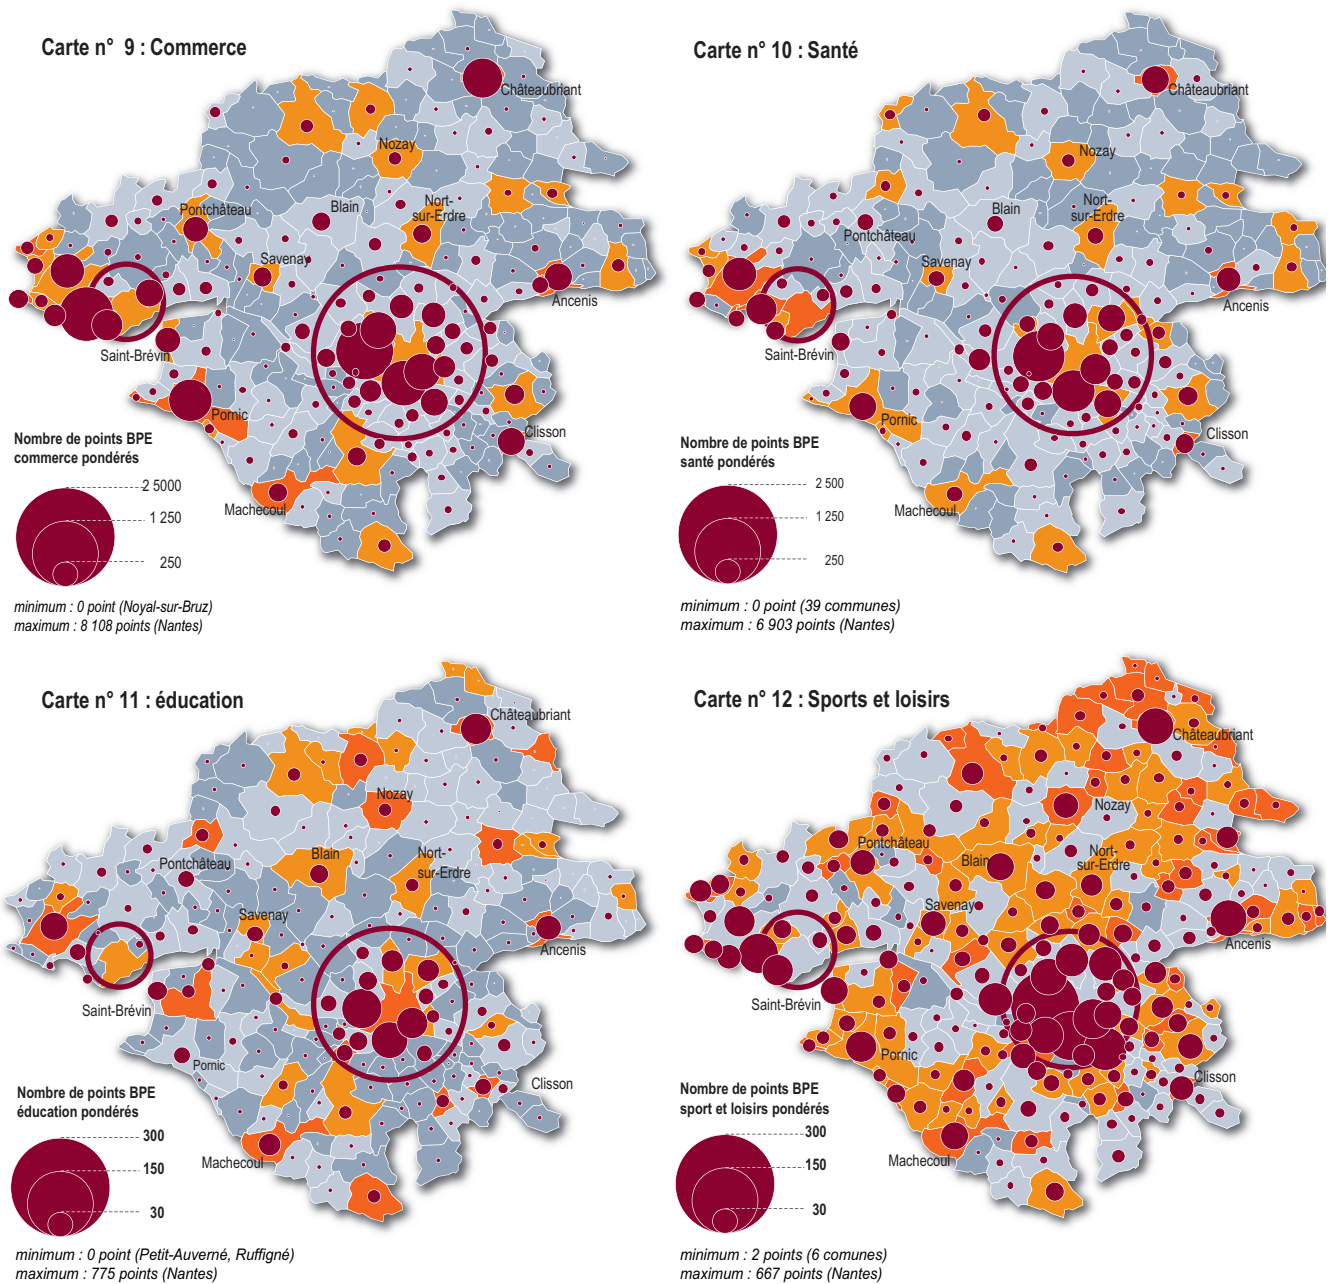 Carte n° 9 : Commerce
Châteaubriant
Nozay
Nort-
sur-Erdre
Blain
Pontchâteau
Savenay
Ancenis
Saint-Brévin
Pornic
Clisson
Machecoul
Nombre de points BPE
commerce pondérés
2 5000
1 250
250
minimum : 0 point (Noyal-sur-Bruz)
maximum : 8 108 points (Nantes)
Carte n° 10 : Santé
Châteaubriant
Nozay
Nort-
sur-Erdre
Blain
Pontchâteau
Savenay
Ancenis
Saint-Brévin
Pornic
Clisson
Machecoul
Nombre de points BPE
santé pondérés
2 500
1 250
250
minimum : 0 point (39 communes)
maximum : 6 903 points (Nantes)
Carte n° 11 : éducation
Châteaubriant
Nozay
Blain
Nort-
sur-Erdre
Pontchâteau
Savenay
Ancenis
Saint-Brévin
Pornic
Clisson
Machecoul
Nombre de points BPE
éducation pondérés
300
150
30
minimum : 0 point (Petit-Auverné, Ruffigné)
maximum : 775 points (Nantes)
Carte n° 12 : Sports et loisirs
Châteaubriant
Nozay
Pontchâteau
Blain
Nort-
sur-Erdre
Savenay
Ancenis
Saint-Brévin
Pornic
Clisson
Machecoul
Nombre de points BPE
sport et loisirs pondérés
300
150
30
minimum : 2 points (6 comunes)
maximum : 667 points (Nantes)